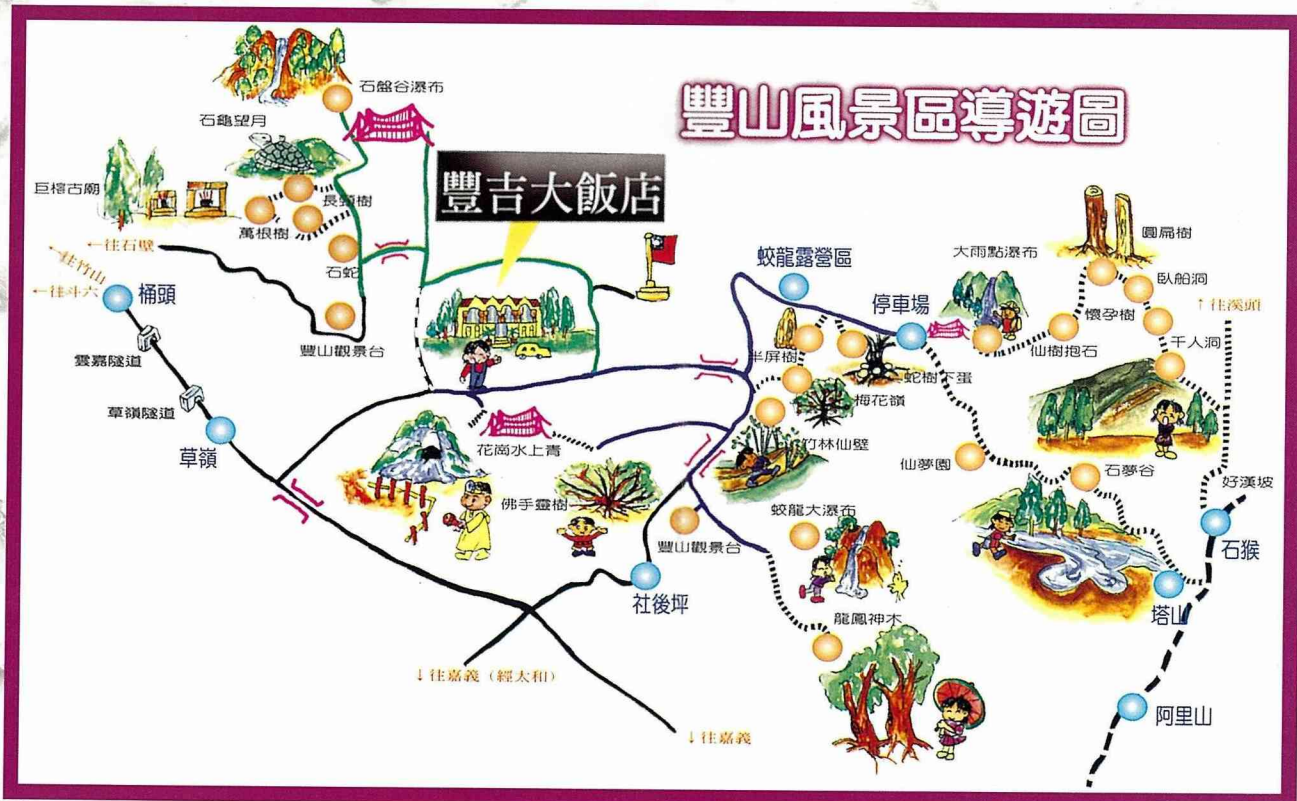 豐山風景區導遊圖
石盤谷瀑布
石龜望月
巨榕古廟
長頸樹
萬根樹
石蛇
←往石壁
←往竹山
←往斗六
桶頭
豐山觀景台
雲嘉隧道
草嶺隧道
草嶺
豐吉大飯店
花崗水上青
佛手靈樹
社後坪
↓往嘉義（經太和）
↓往嘉義
蛟龍露營區
停車場
半屏樹
蛇樹下蛋
梅花嶺
竹林仙壁
豐山觀景台
蛟龍大瀑布
龍鳳神木
大雨點瀑布
圓扁樹
臥船洞
懷孕樹
仙樹抱石
千人洞
↑往溪頭
仙夢園
石夢谷
好漢坡
石猴
塔山
阿里山